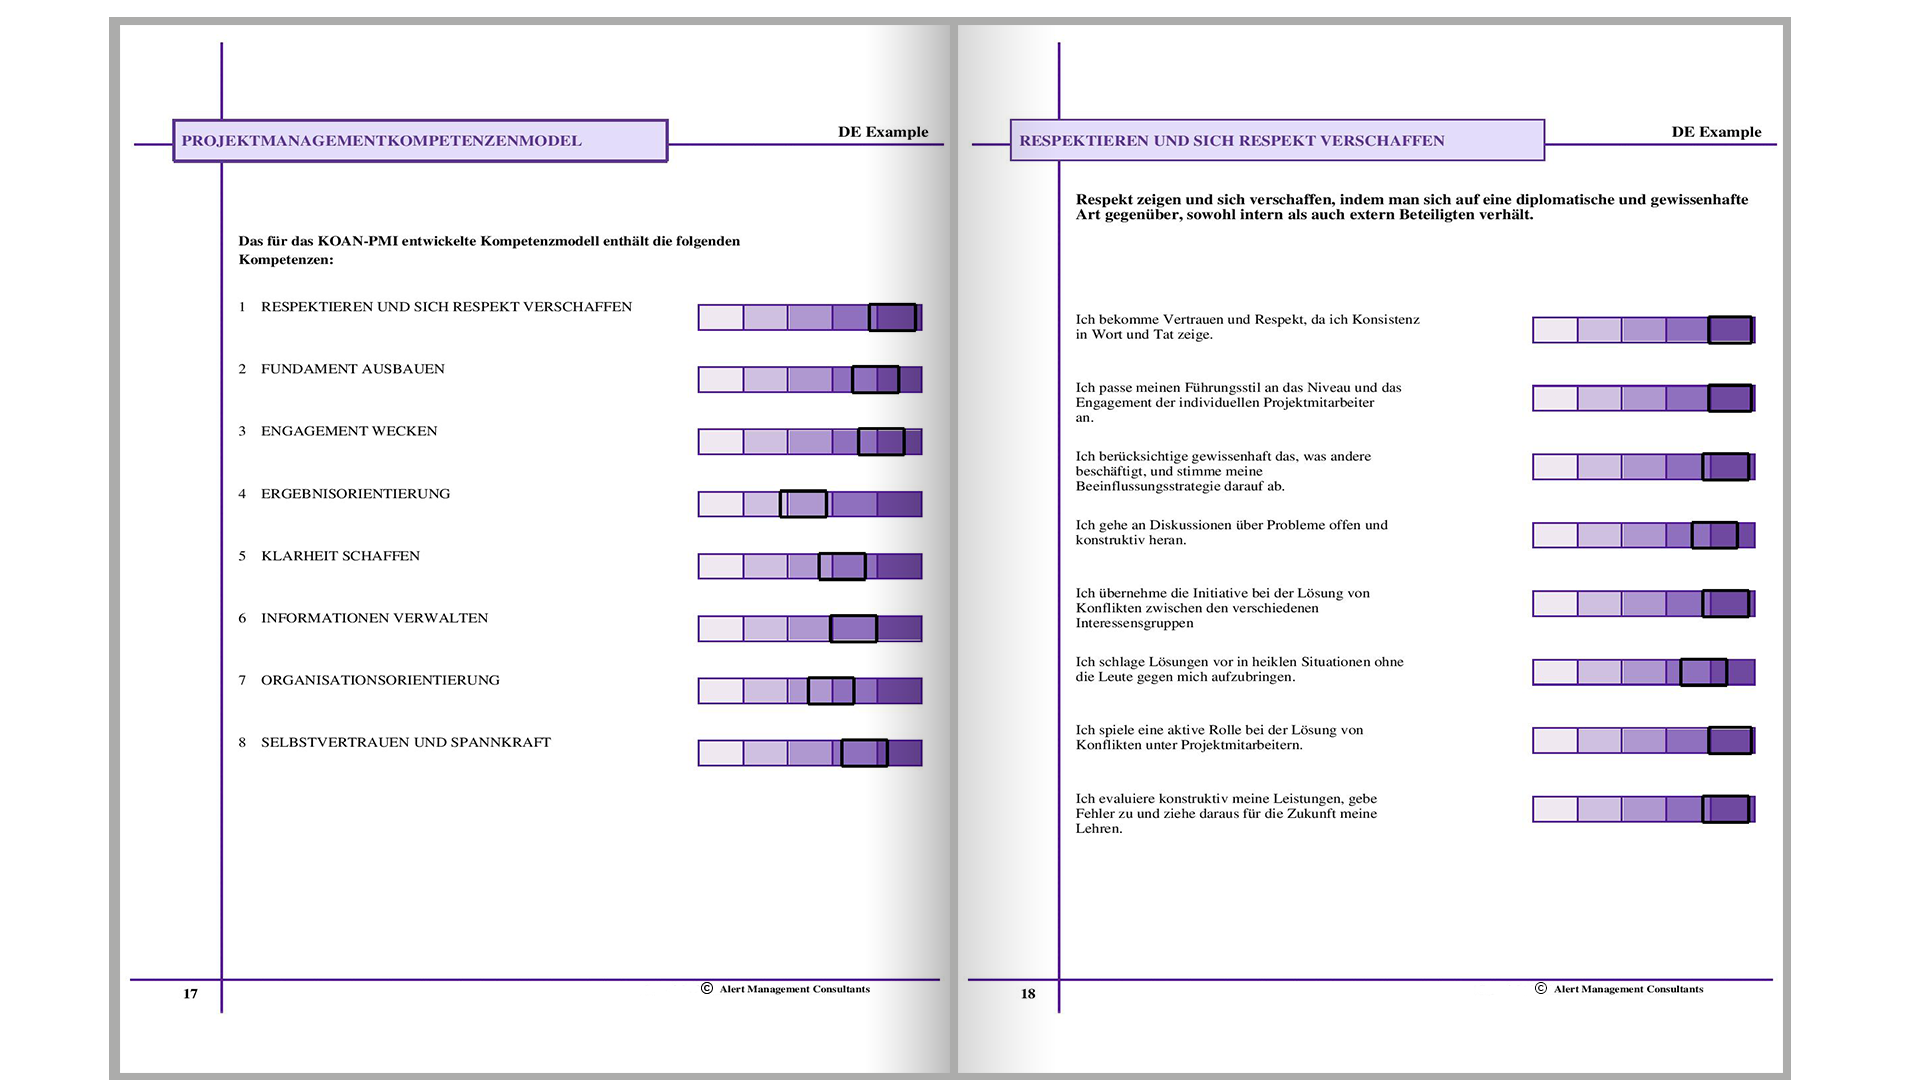 PROJEKTMANAGEMENTKOMPETENZENMODEL
DE Example
Das für das KOAN-PMI entwickelte Kompetenzmodell enthält die folgenden
Kompetenzen:
1 RESPEKTIEREN UND SICH RESPEKT VERSCHAFFEN
2 FUNDAMENT AUSBAUEN
3 ENGAGEMENT WECKEN
4 ERGEBNISORIENTIERUNG
5 KLARHEIT SCHAFFEN
6 INFORMATIONEN VERWALTEN
7 ORGANISATIONSORIENTIERUNG
8 SELBSTVERTRAUEN UND SPANNKRAFT
17
© Alert Management Consultants
RESPEKTIEREN UND SICH RESPEKT VERSCHAFFEN
DE Example
Respekt zeigen und sich verschaffen, indem man sich auf eine diplomatische und gewissenhafte
Art gegenüber, sowohl intern als auch extern Beteiligten verhält.
Ich bekomme Vertrauen und Respekt, da ich Konsistenz
in Wort und Tat zeige.
Ich passe meinen Führungsstil an das Niveau und das
Engagement der individuellen Projektmitarbeiter
an.
Ich berücksichtige gewissenhaft das, was andere
beschäftigt, und stimme meine
Beeinflussungsstrategie darauf ab.
Ich gehe an Diskussionen über Probleme offen und
konstruktiv heran.
Ich übernehme die Initiative bei der Lösung von
Konflikten zwischen den verschiedenen
Interessensgruppen
Ich schlage Lösungen vor in heiklen Situationen ohne
die Leute gegen mich aufzubringen.
Ich spiele eine aktive Rolle bei der Lösung von
Konflikten unter Projektmitarbeitern.
Ich evaluiere konstruktiv meine Leistungen, gebe
Fehler zu und ziehe daraus für die Zukunft meine
Lehren.
18
© Alert Management Consultants